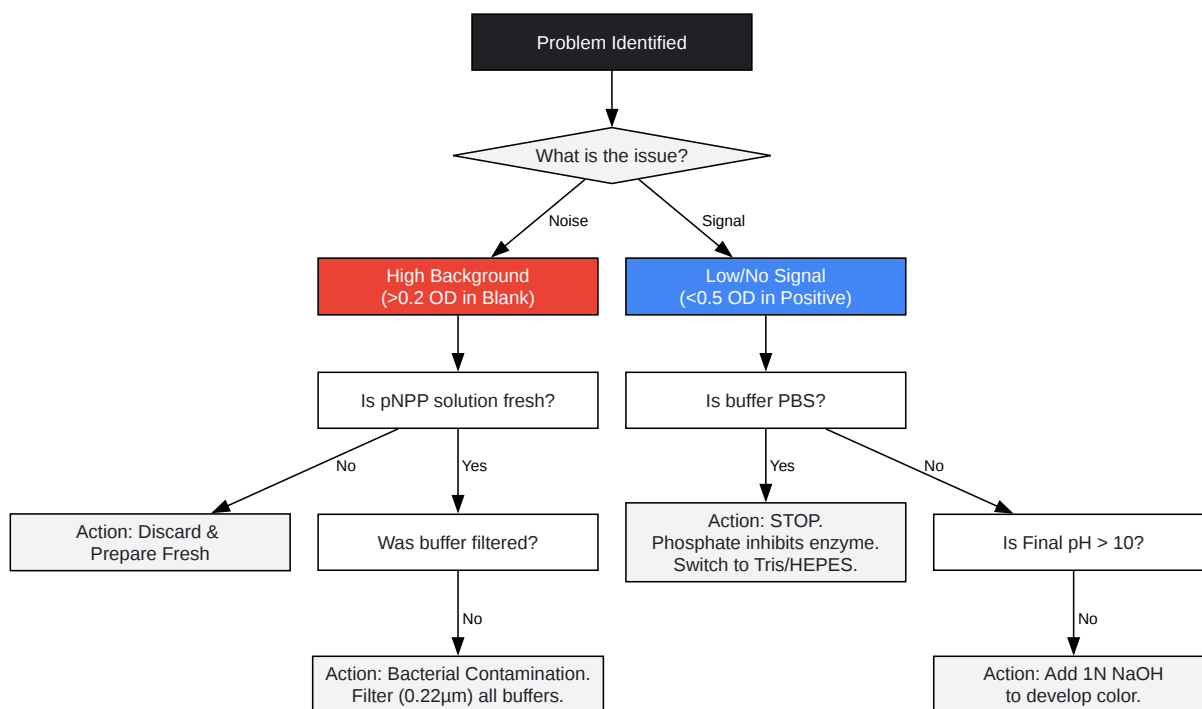 Problem Identified
What is the issue?
Noise
Signal
High Background
(>0.2 OD in Blank)
Low/No Signal
(<0.5 OD in Positive)
Is pNPP solution fresh?
Is buffer PBS?
No
Yes
Yes
No
Action: Discard &
Prepare Fresh
Was buffer filtered?
Action: STOP.
Phosphate inhibits enzyme.
Switch to Tris/HEPES.
Is Final pH > 10?
No
No
Action: Bacterial Contamination.
Filter (0.22µm) all buffers.
Action: Add 1N NaOH
to develop color.